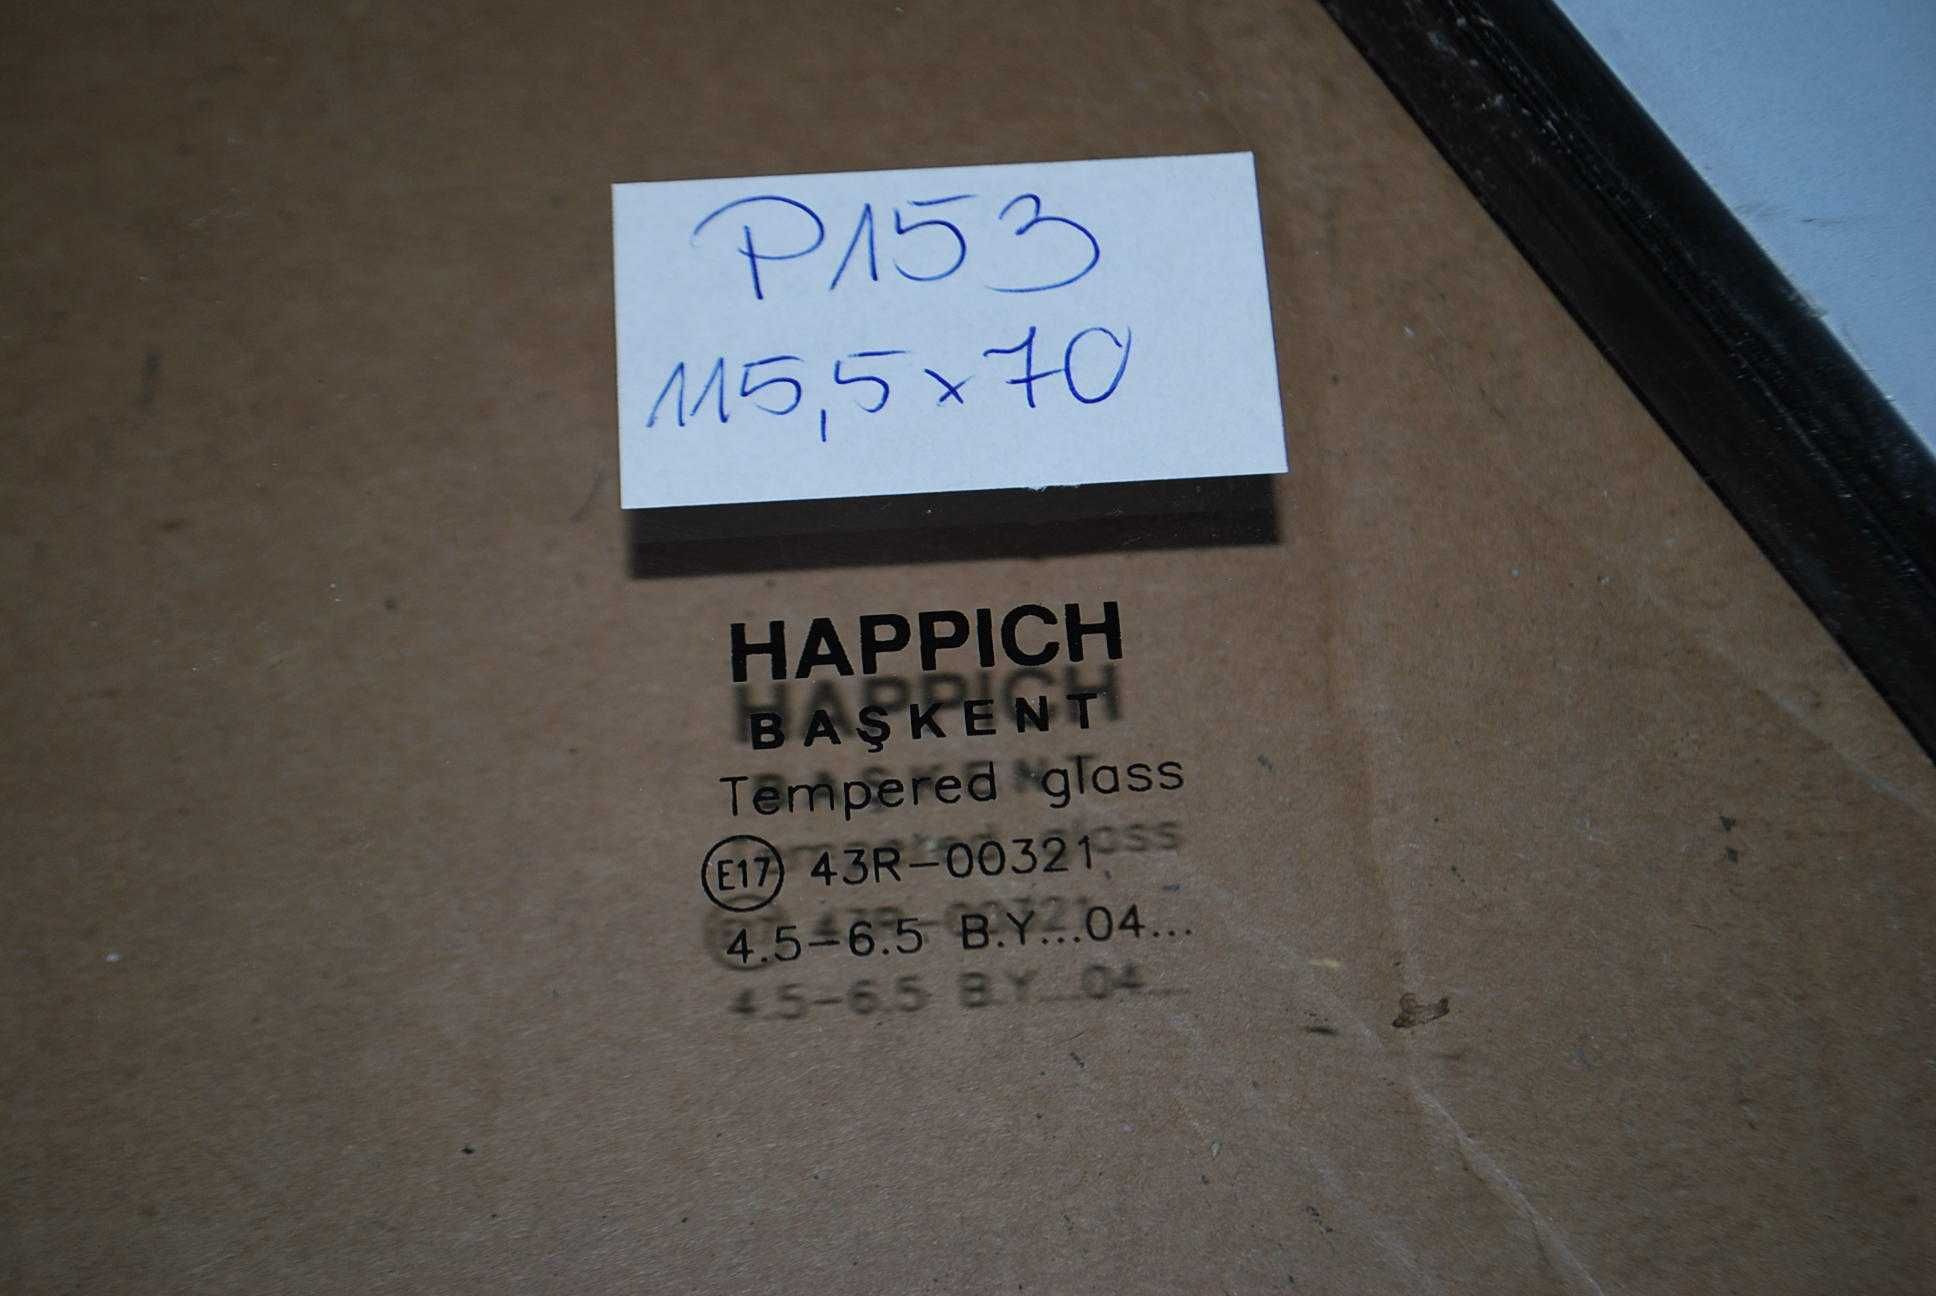 P153
115,5x70
HAPPICH
BAŞKENT
Tempered glass
E17 43R-00321
4.5-6.5 B.Y...04...